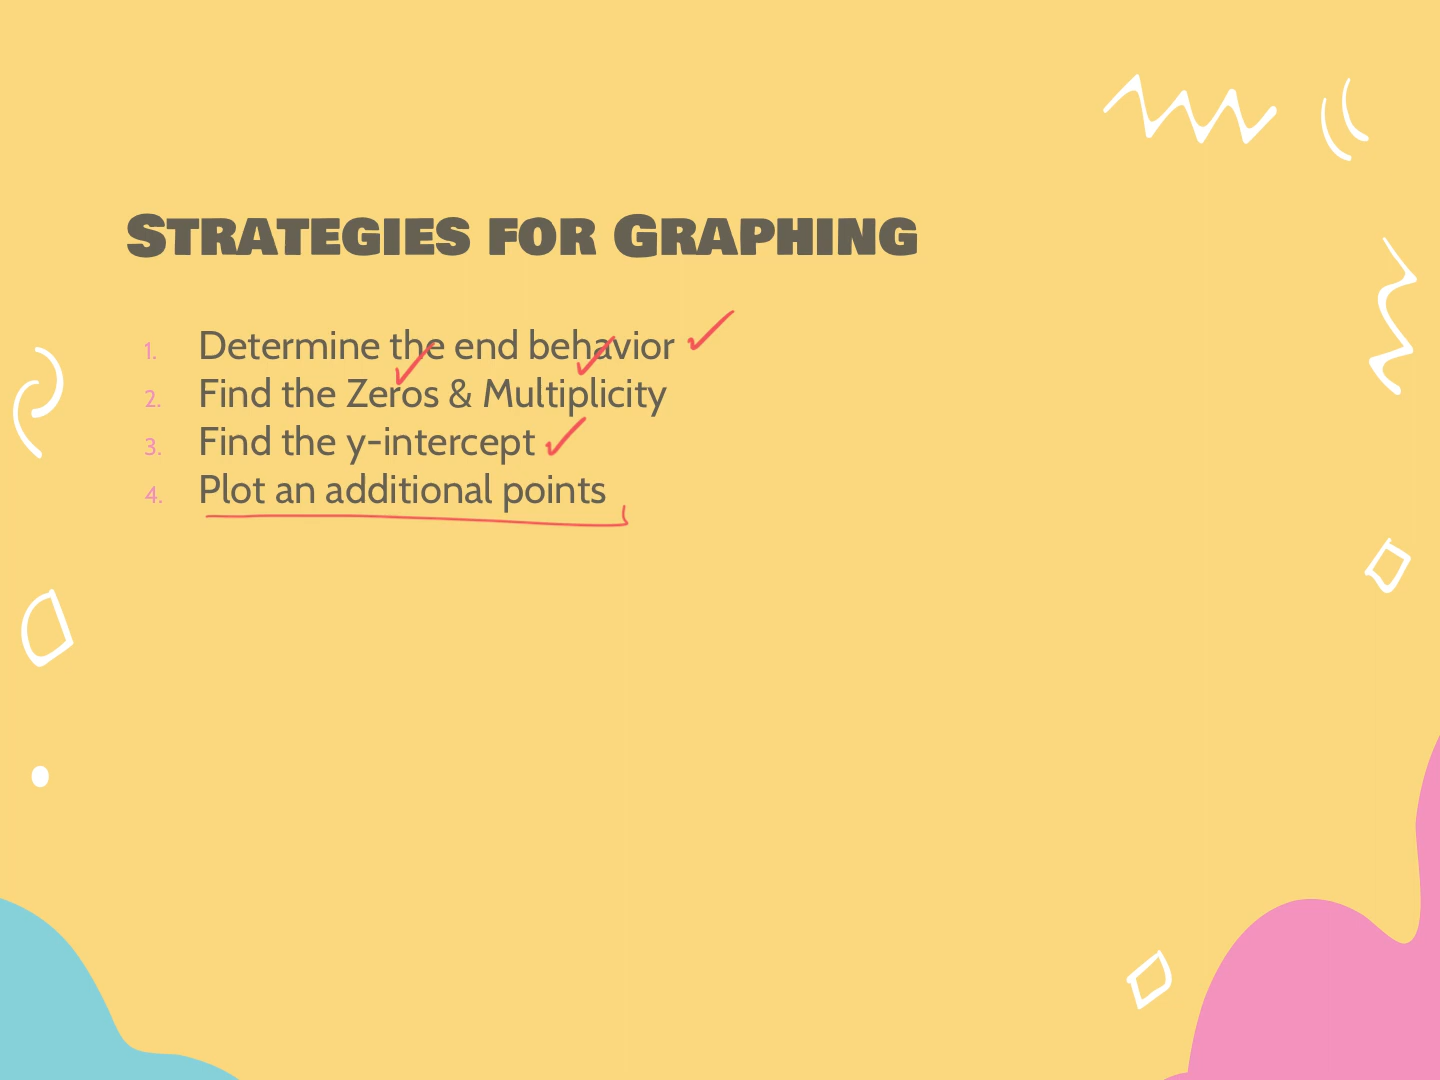 Strategies for Graphing
1. Determine the end behavior
2. Find the Zeros & Multiplicity
3. Find the y-intercept
4. Plot an additional points